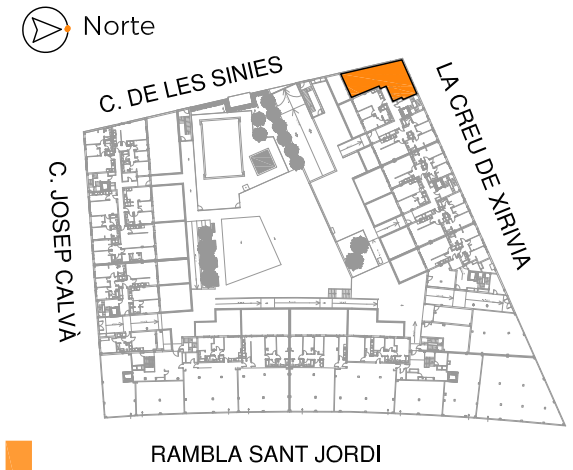 Norte
C. DE LES SINIES
LA CREU DE XIRIVIA
C. JOSEP CALVÀ
RAMBLA SANT JORDI